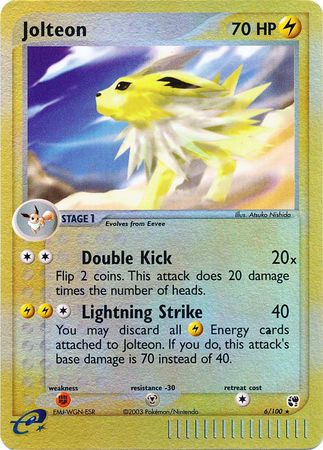 Jolteon 70 HP
Illus. Atsuko Nishida
STAGE 1
Evolves from Eevee
Double Kick 20x
Flip 2 coins. This attack does 20 damage
times the number of heads.
Lightning Strike 40
You may discard all Energy cards
attached to Jolteon. If you do, this attack's
base damage is 70 instead of 40.
weakness resistance -30 retreat cost
EMJ-WGN-ESR ©2003 Pokémon/Nintendo 6/100 ★
e